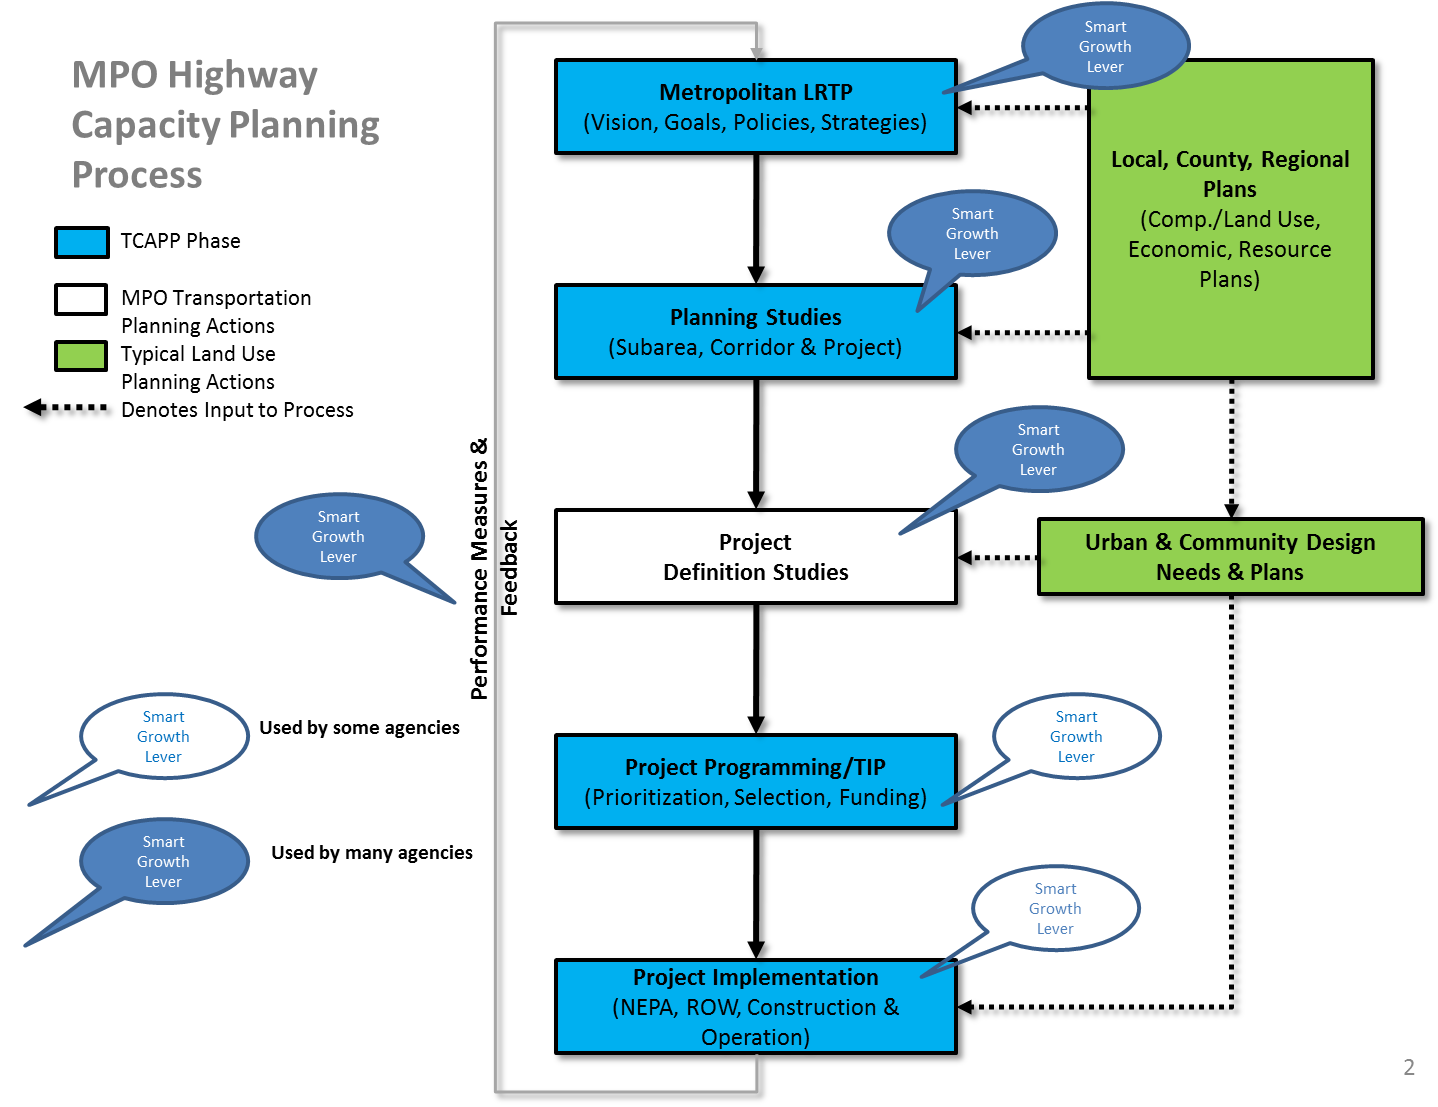 MPO Highway
Capacity Planning
Process
TCAPP Phase
MPO Transportation
Planning Actions
Typical Land Use
Planning Actions
Denotes Input to Process
Smart
Growth
Lever
Metropolitan LRTP
(Vision, Goals, Policies, Strategies)
Local, County, Regional
Plans
(Comp./Land Use,
Economic, Resource
Plans)
Smart
Growth
Lever
Planning Studies
(Subarea, Corridor & Project)
Smart
Growth
Lever
Performance Measures &
Feedback
Smart
Growth
Lever
Project
Definition Studies
Urban & Community Design
Needs & Plans
Smart
Growth
Lever
Used by some agencies
Smart
Growth
Lever
Project Programming/TIP
(Prioritization, Selection, Funding)
Smart
Growth
Lever
Used by many agencies
Smart
Growth
Lever
Project Implementation
(NEPA, ROW, Construction &
Operation)
2